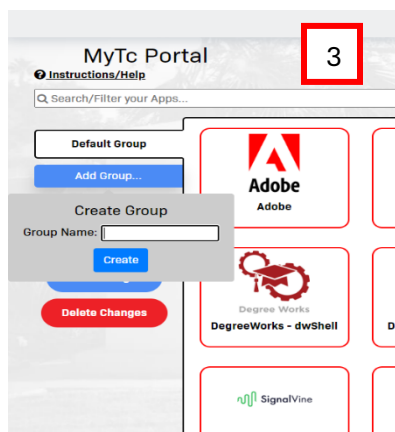 MyTc Portal
3
Instructions/Help
Search/Filter your Apps...
Default Group
Add Group...
Adobe
Adobe
Create Group
Group Name:
Create
Delete Changes
Degree Works
DegreeWorks - dwShell
D
SignalVine